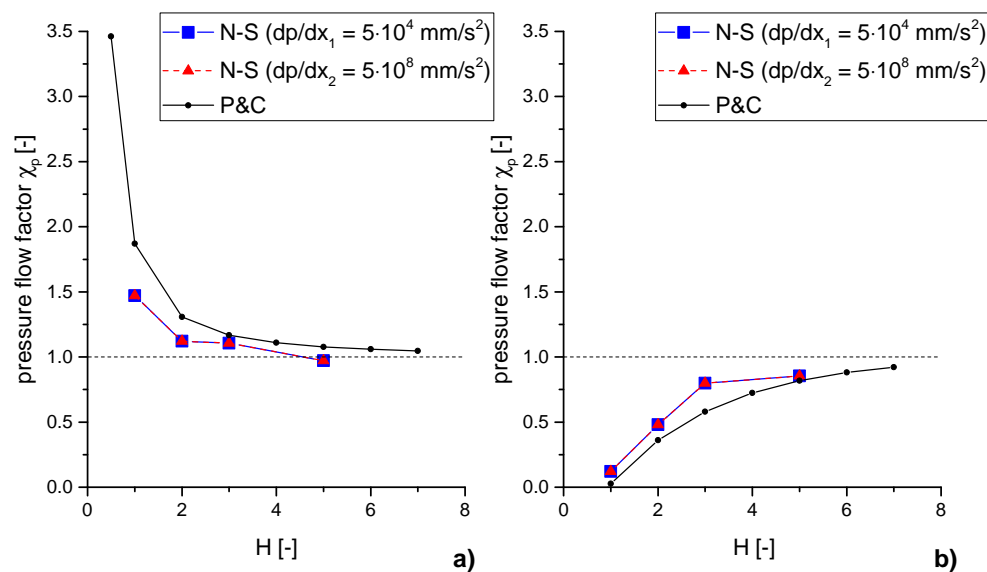 N-S (dp/dx₁ = 5·10⁴ mm/s²)
N-S (dp/dx₂ = 5·10⁸ mm/s²)
P&C
pressure flow factor χₚ [-]
3.5
3.0
2.5
2.0
1.5
1.0
0.5
0.0
0 2 4 6 8
H [-]
a)
N-S (dp/dx₁ = 5·10⁴ mm/s²)
N-S (dp/dx₂ = 5·10⁸ mm/s²)
P&C
pressure flow factor χₚ [-]
3.5
3.0
2.5
2.0
1.5
1.0
0.5
0.0
0 2 4 6 8
H [-]
b)